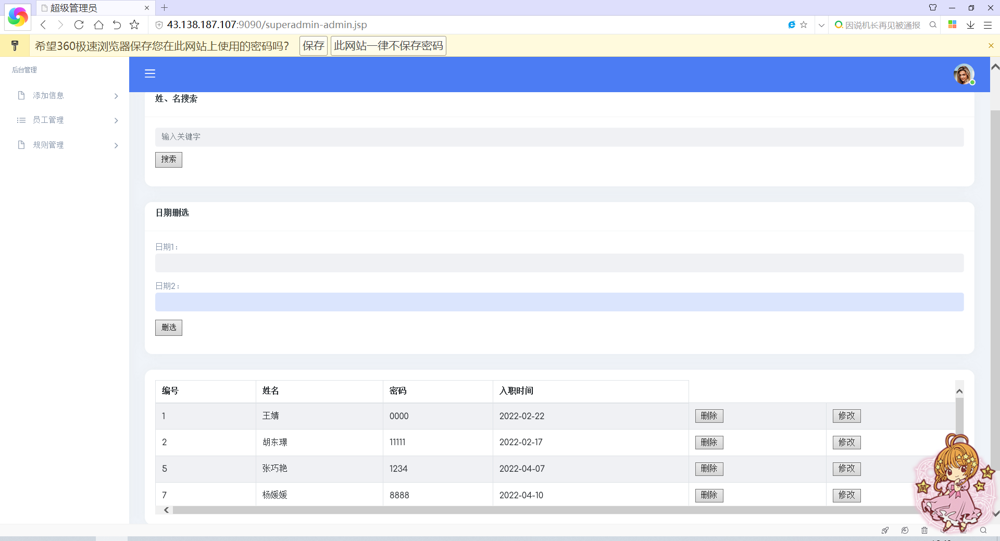 超级管理员
43.138.187.107:9090/superadmin-admin.jsp
因说机长再见被通报
希望360极速浏览器保存您在此网站上使用的密码吗？ 保存 此网站一律不保存密码
后台管理
添加信息
员工管理
规则管理
姓、名搜索
输入关键字
搜索
日期删选
日期1：
日期2：
删选
编号 姓名 密码 入职时间
1 王婧 0000 2022-02-22 删除 修改
2 胡东璟 11111 2022-02-17 删除 修改
5 张巧艳 1234 2022-04-07 删除 修改
7 杨媛媛 8888 2022-04-10 删除 修改
简 英